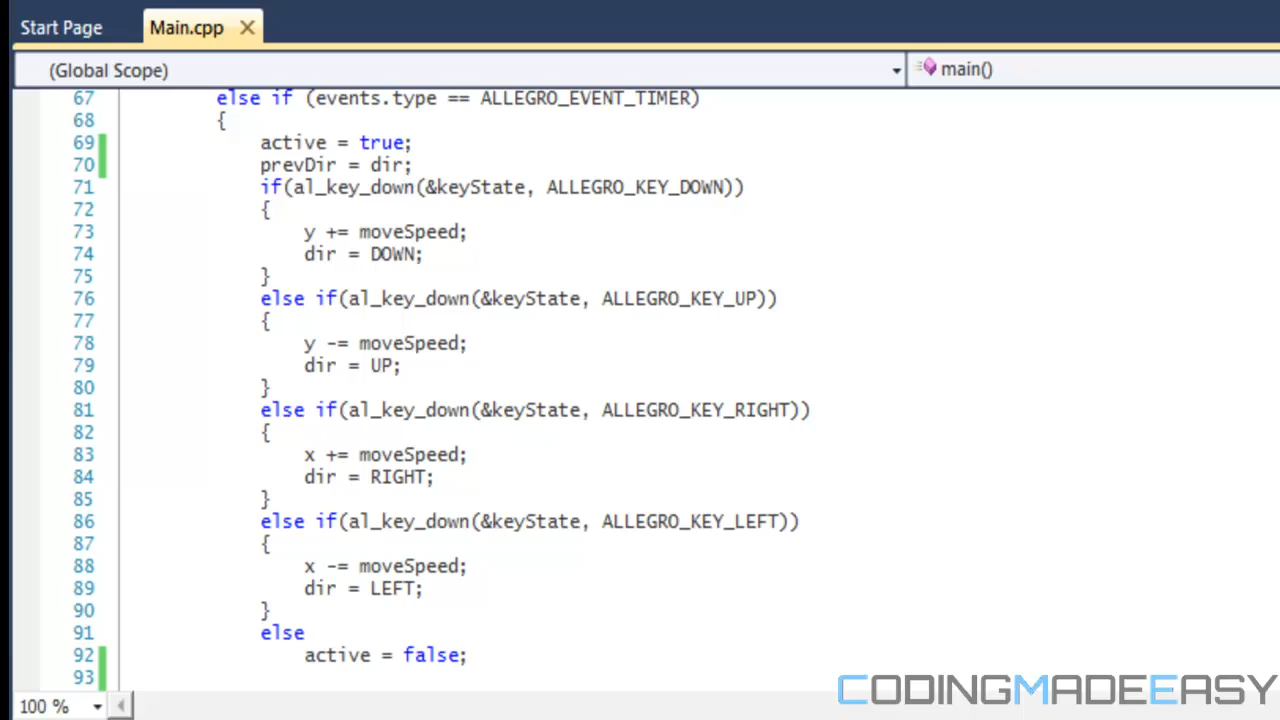 Start Page Main.cpp
(Global Scope) main()
67 else if (events.type == ALLEGRO_EVENT_TIMER)
68 {
69 active = true;
70 prevDir = dir;
71 if(al_key_down(&keyState, ALLEGRO_KEY_DOWN))
72 {
73 y += moveSpeed;
74 dir = DOWN;
75 }
76 else if(al_key_down(&keyState, ALLEGRO_KEY_UP))
77 {
78 y -= moveSpeed;
79 dir = UP;
80 }
81 else if(al_key_down(&keyState, ALLEGRO_KEY_RIGHT))
82 {
83 x += moveSpeed;
84 dir = RIGHT;
85 }
86 else if(al_key_down(&keyState, ALLEGRO_KEY_LEFT))
87 {
88 x -= moveSpeed;
89 dir = LEFT;
90 }
91 else
92 active = false;
93
100 %
CODINGMADEEASY